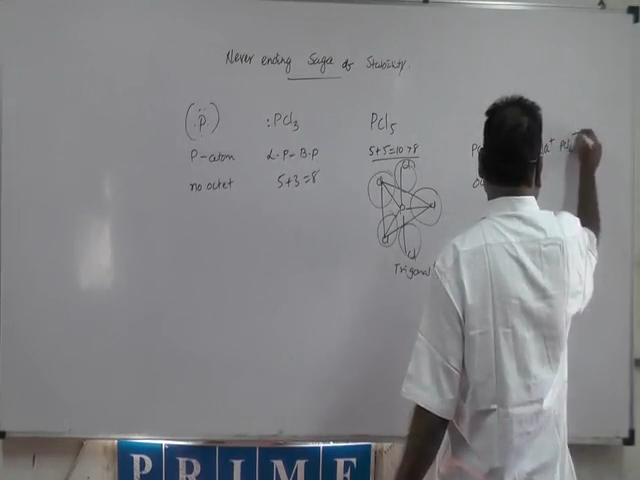 Never ending Saga of Stability.
(P) :PCl3 PCl5
P-atom L.P-B.P 5+5=10>8
no octet 5+3=8
Trigonal
PRIME